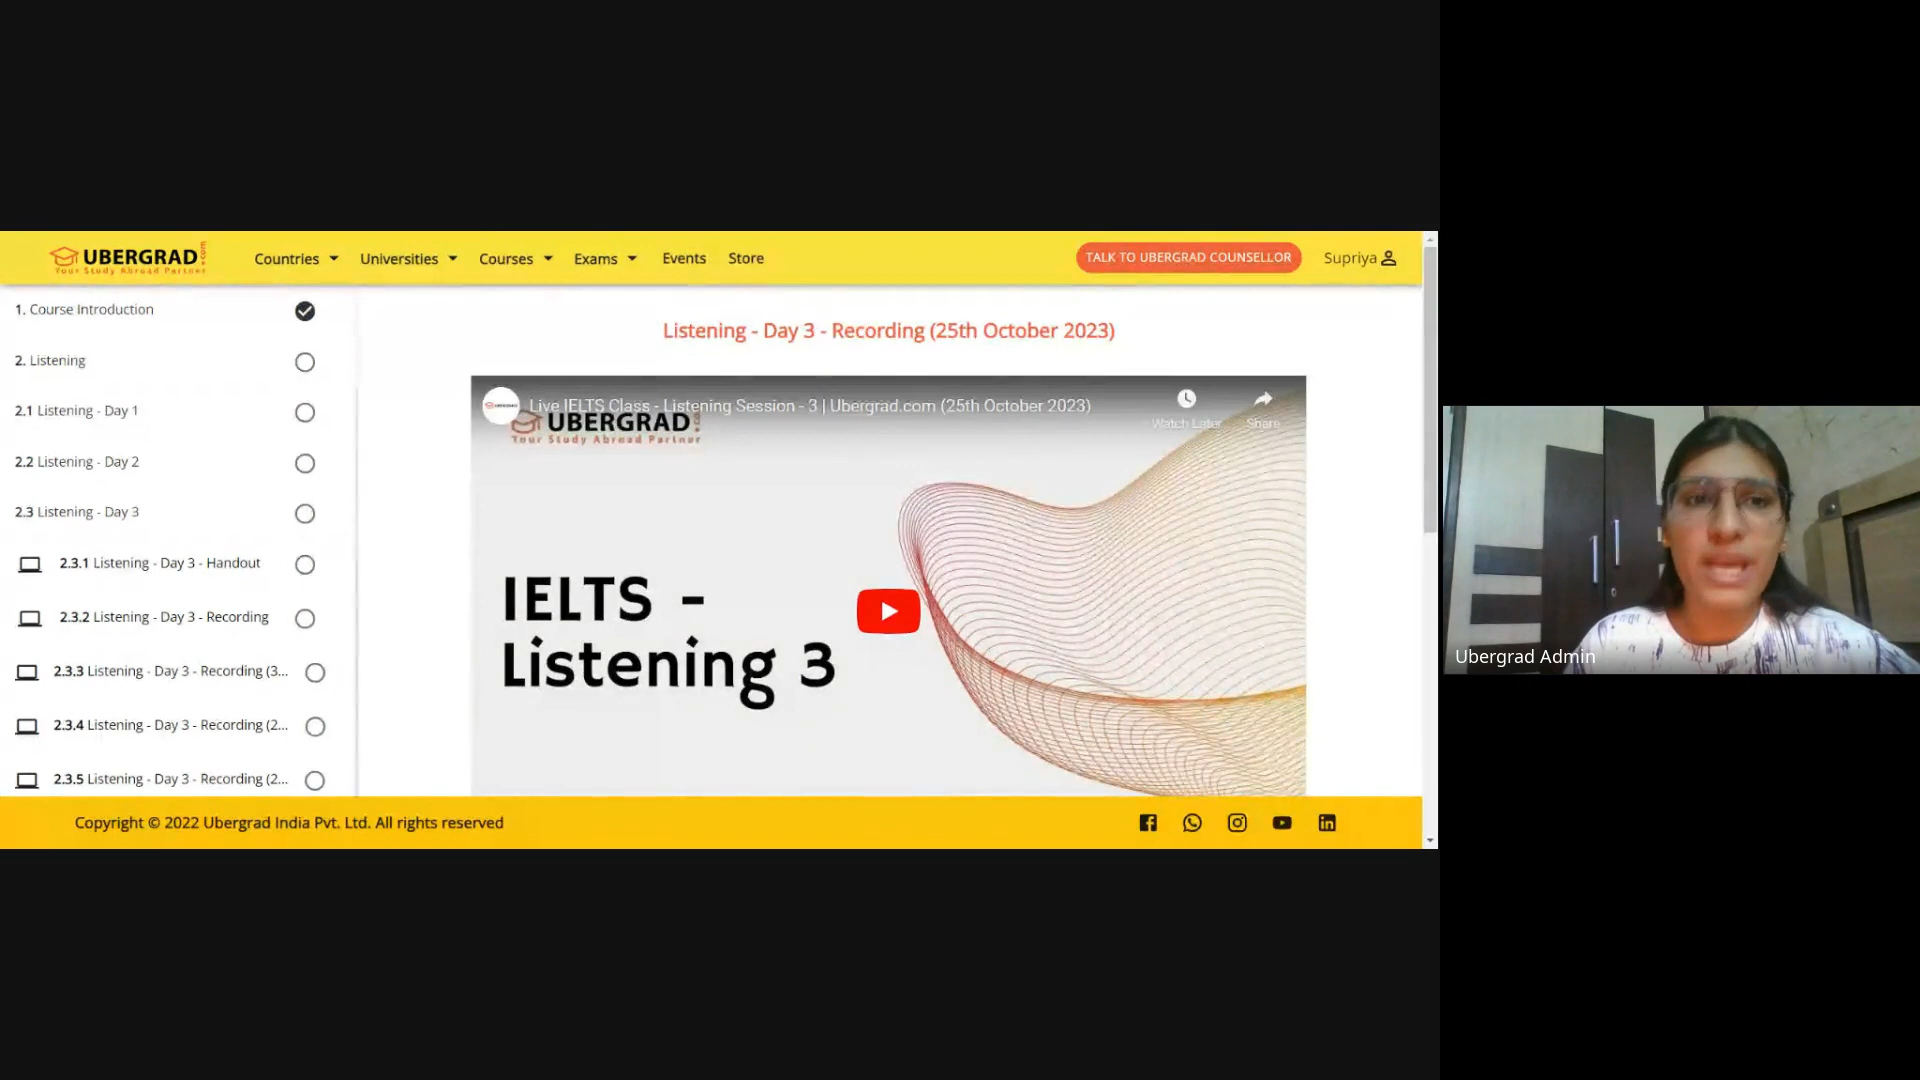 UBERGRAD.com
Your Study Abroad Partner
Countries
Universities
Courses
Exams
Events
Store
TALK TO UBERGRAD COUNSELLOR
Supriya
1. Course Introduction
2. Listening
2.1 Listening - Day 1
2.2 Listening - Day 2
2.3 Listening - Day 3
2.3.1 Listening - Day 3 - Handout
2.3.2 Listening - Day 3 - Recording
2.3.3 Listening - Day 3 - Recording (3...
2.3.4 Listening - Day 3 - Recording (2...
2.3.5 Listening - Day 3 - Recording (2...
Listening - Day 3 - Recording (25th October 2023)
Live IELTS Class - Listening Session - 3 | Ubergrad.com (25th October 2023)
Watch Later
Share
UBERGRAD
Your Study Abroad Partner
IELTS -
Listening 3
Ubergrad Admin
Copyright © 2022 Ubergrad India Pvt. Ltd. All rights reserved